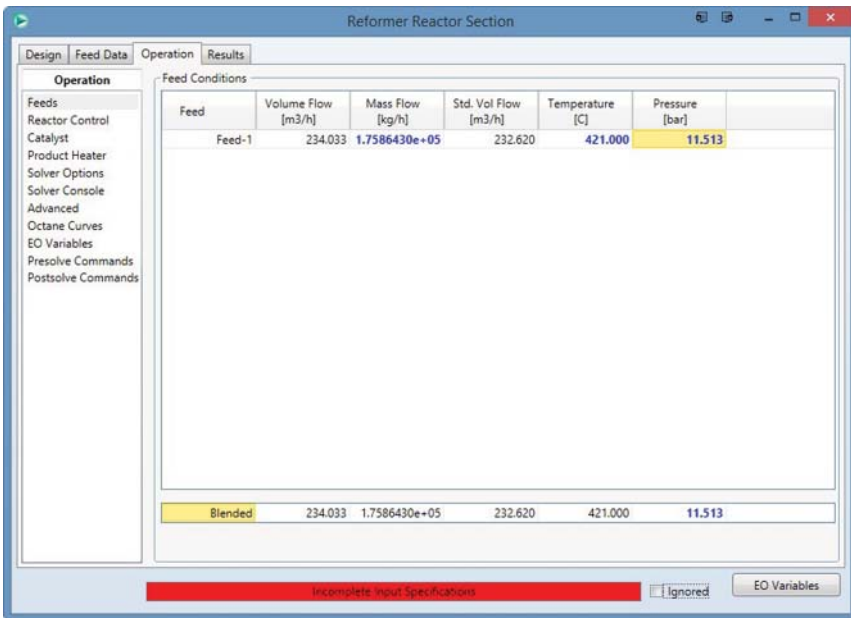 Reformer Reactor Section
Design Feed Data Operation Results
Operation
Feeds
Reactor Control
Catalyst
Product Heater
Solver Options
Solver Console
Advanced
Octane Curves
EO Variables
Presolve Commands
Postsolve Commands
Feed Conditions
Feed Volume Flow [m3/h] Mass Flow [kg/h] Std. Vol Flow [m3/h] Temperature [C] Pressure [bar]
Feed-1 234.033 1.7586430e+05 232.620 421.000 11.513
Blended 234.033 1.7586430e+05 232.620 421.000 11.513
Incomplete Input Specifications
Ignored
EO Variables